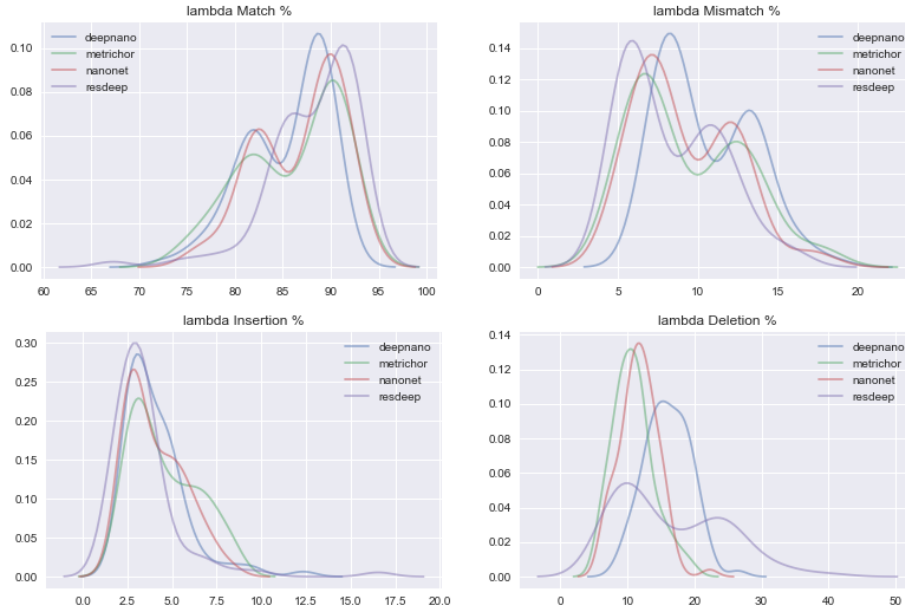 lambda Match %
deepnano
metrichor
nanonet
resdeep
0.10
0.08
0.06
0.04
0.02
0.00
60 65 70 75 80 85 90 95 100
lambda Mismatch %
deepnano
metrichor
nanonet
resdeep
0.14
0.12
0.10
0.08
0.06
0.04
0.02
0.00
0 5 10 15 20
lambda Insertion %
deepnano
metrichor
nanonet
resdeep
0.30
0.25
0.20
0.15
0.10
0.05
0.00
0.0 2.5 5.0 7.5 10.0 12.5 15.0 17.5 20.0
lambda Deletion %
deepnano
metrichor
nanonet
resdeep
0.14
0.12
0.10
0.08
0.06
0.04
0.02
0.00
0 10 20 30 40 50